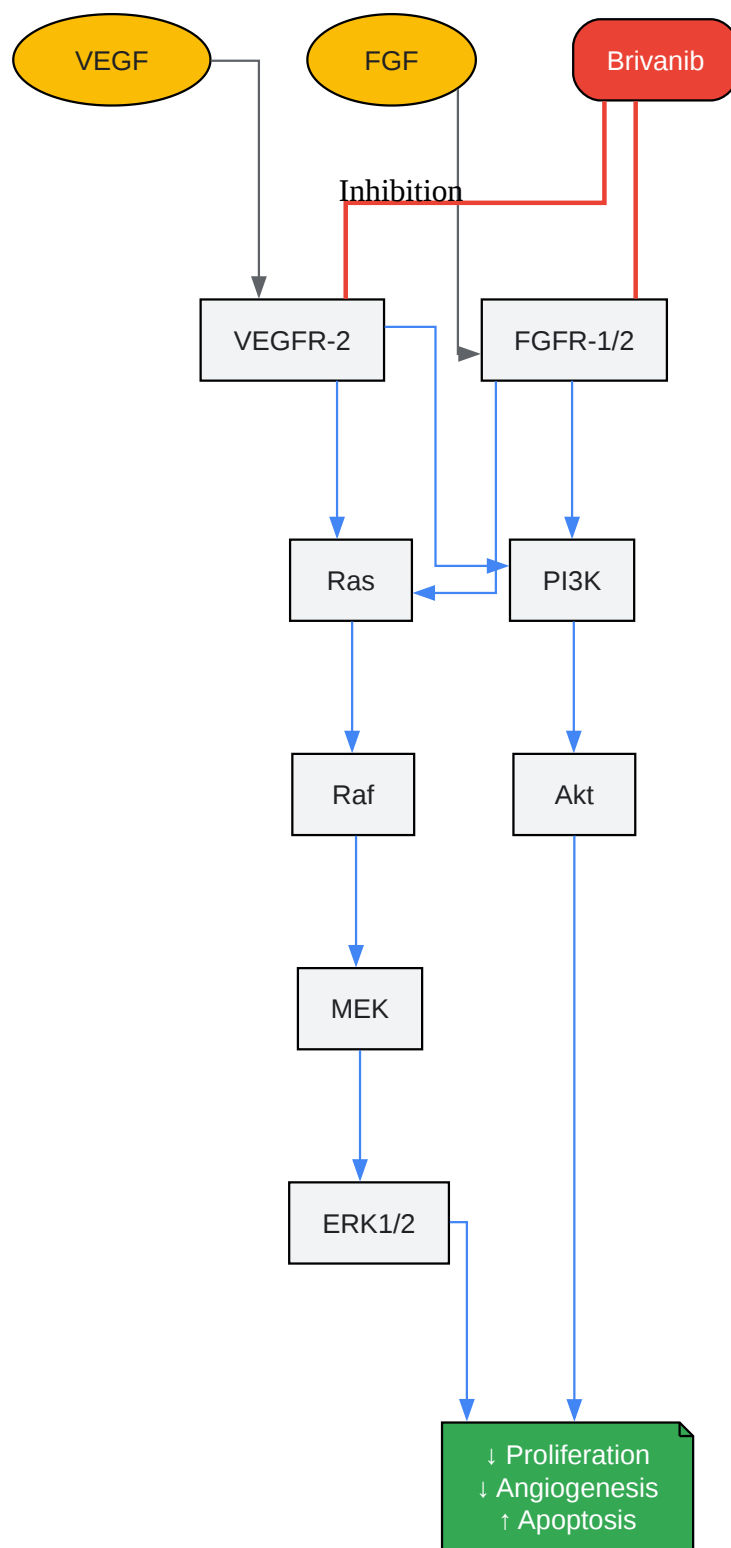 VEGF
FGF
Brivanib
Inhibition
VEGFR-2
FGFR-1/2
Ras
PI3K
Raf
Akt
MEK
ERK1/2
↓ Proliferation
↓ Angiogenesis
↑ Apoptosis